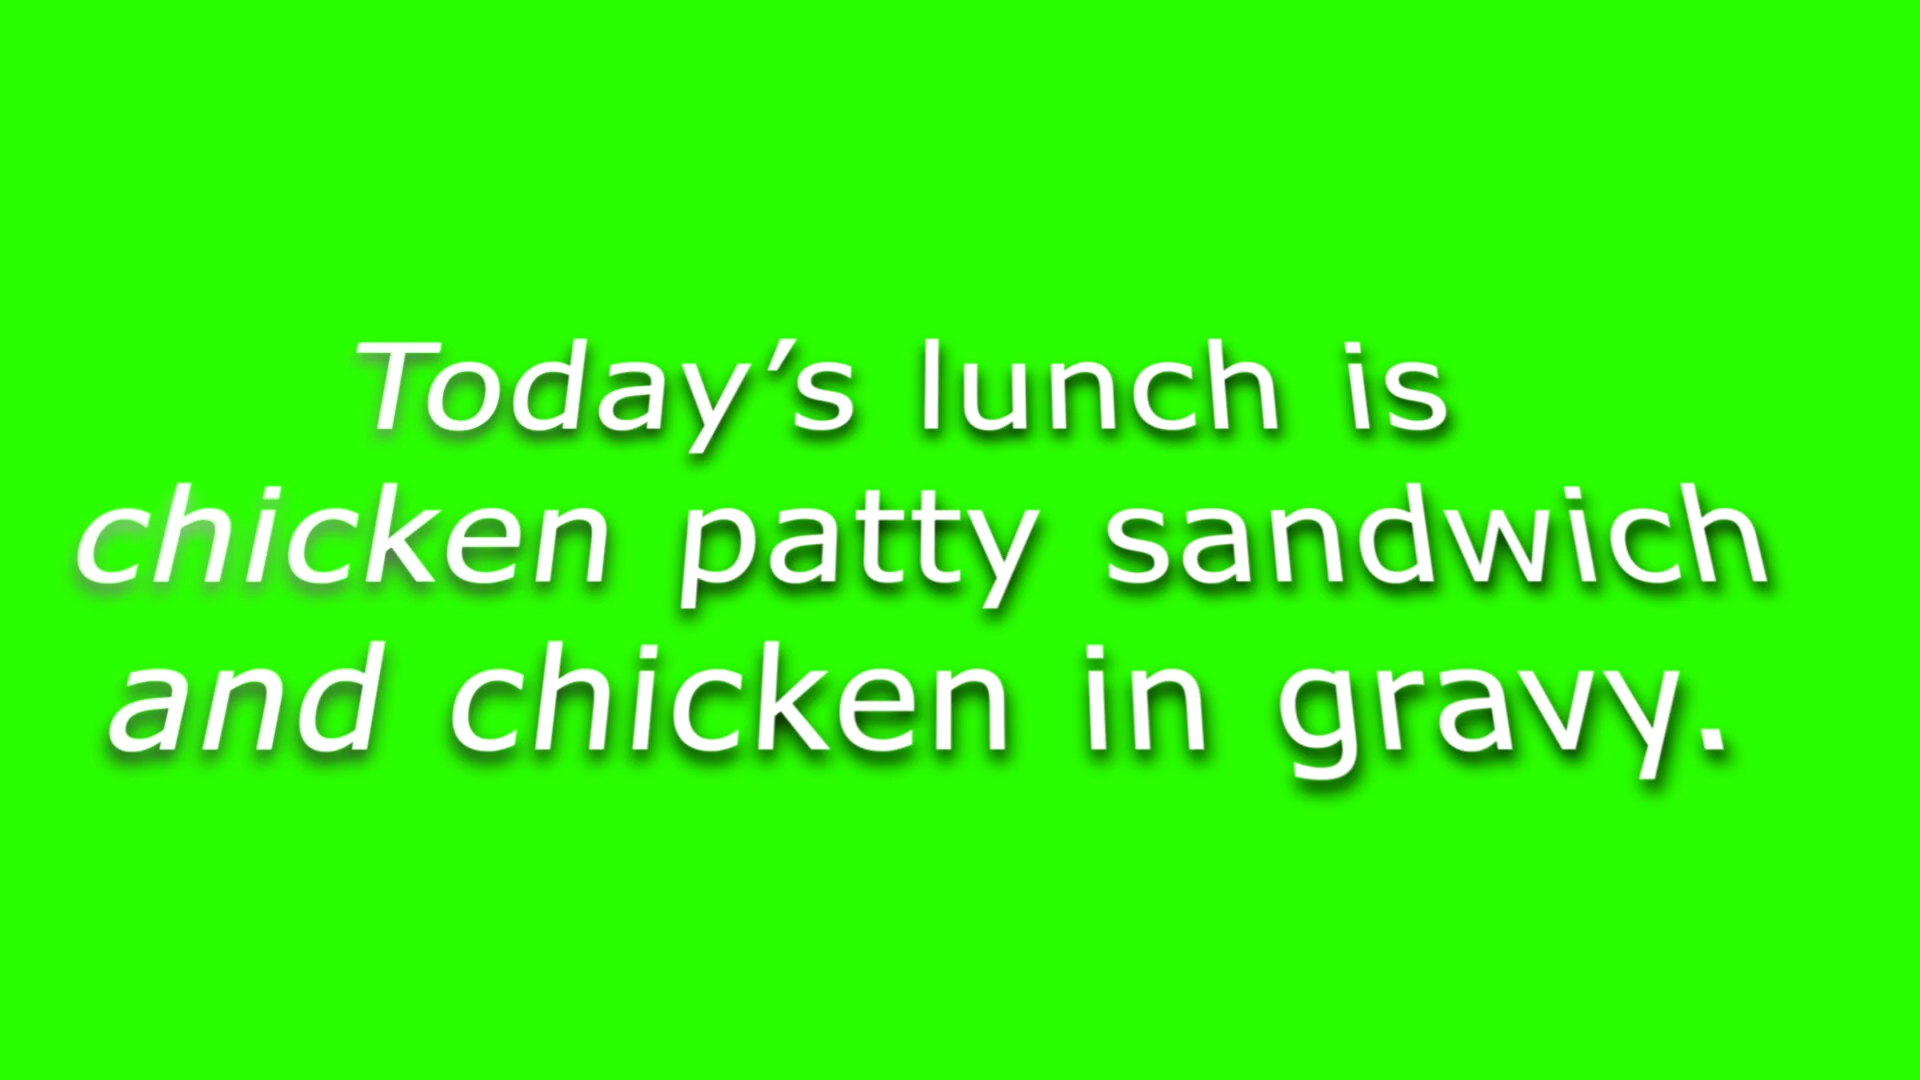 Today’s lunch is
chicken patty sandwich
and chicken in gravy.